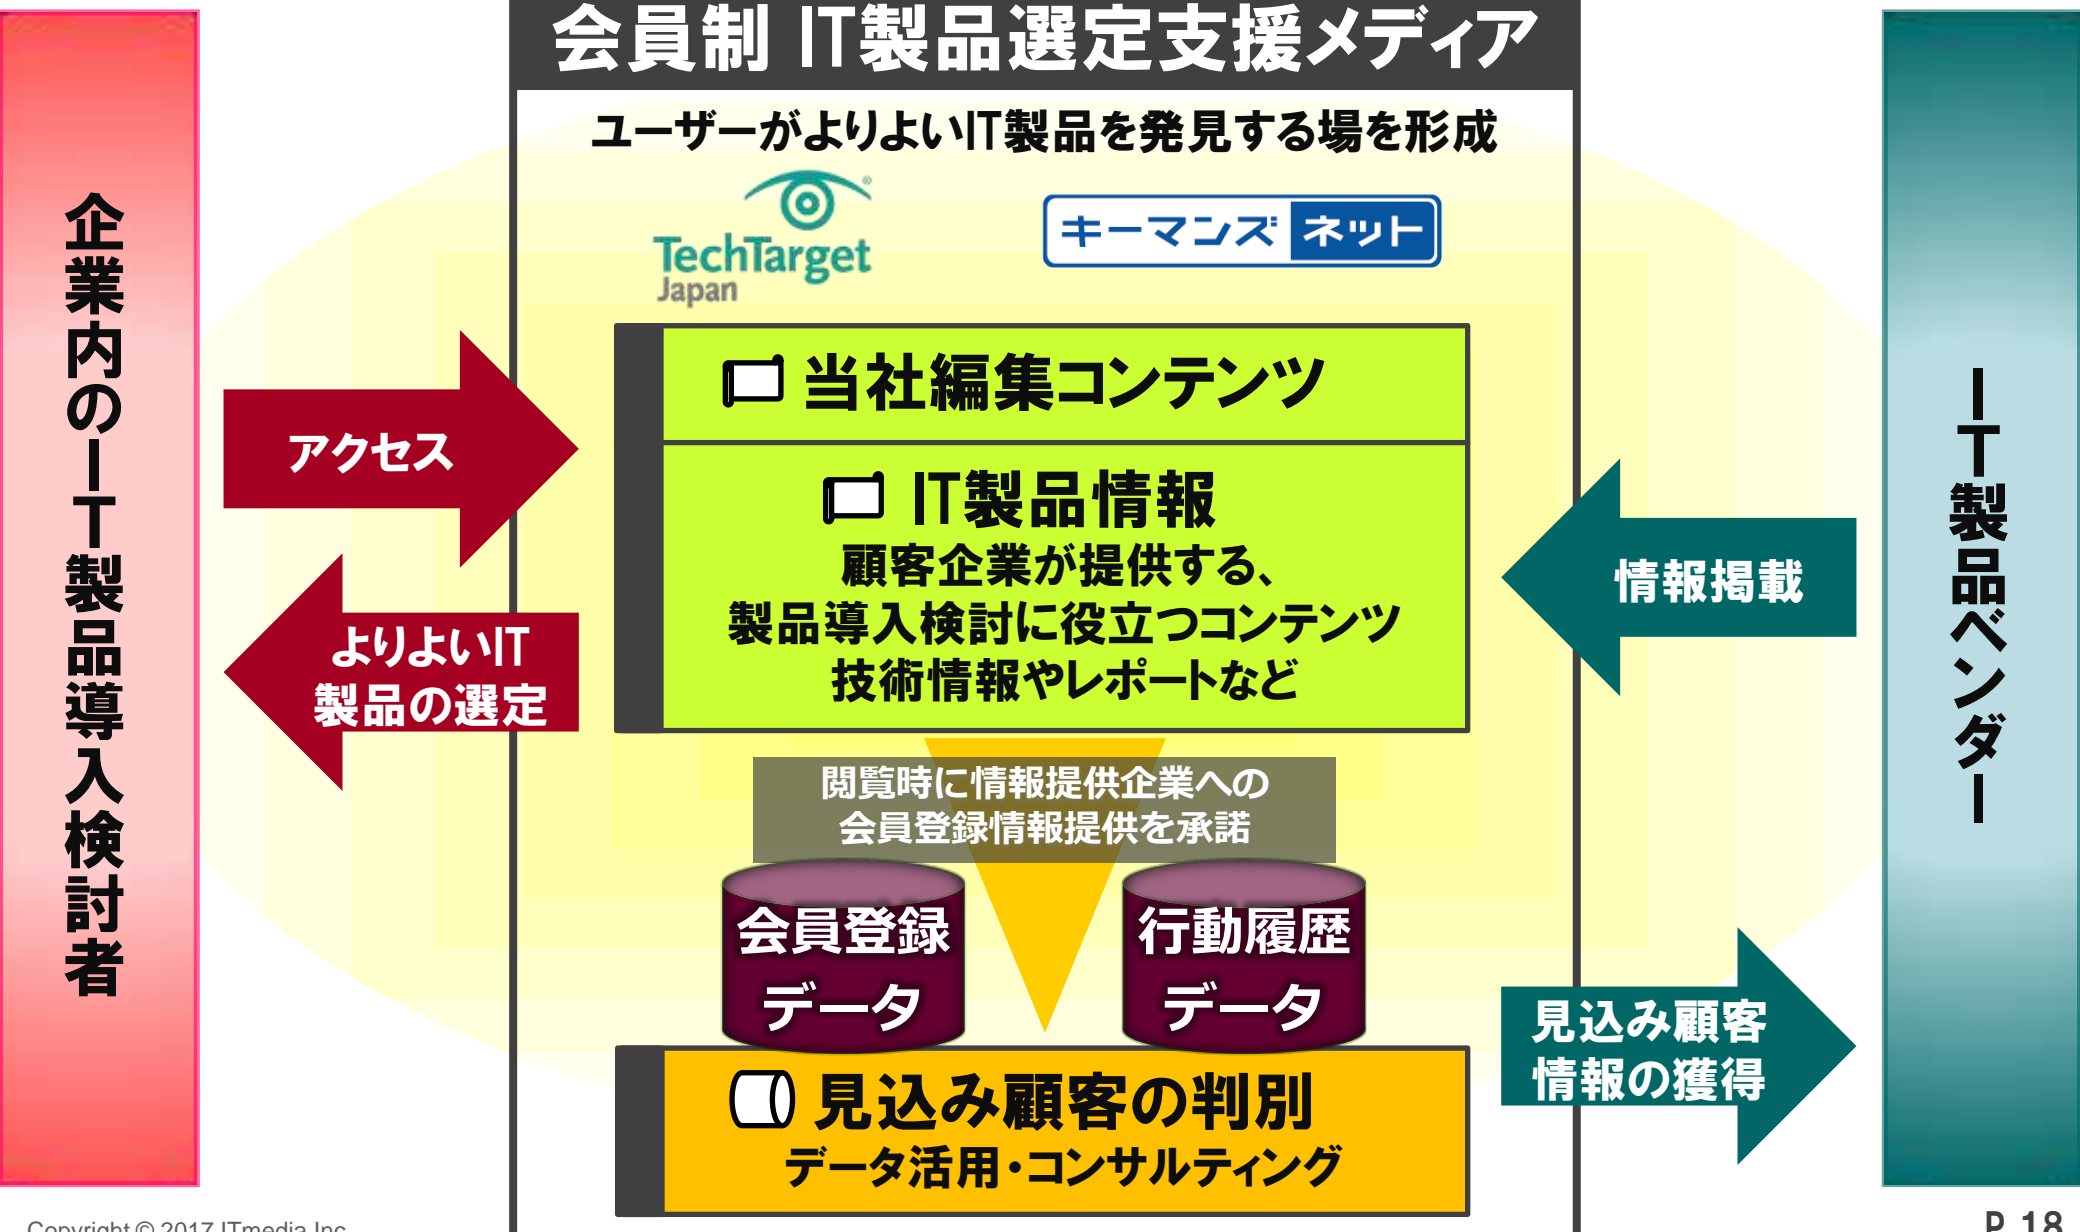 会員制 IT製品選定支援メディア
ユーザーがよりよいIT製品を発見する場を形成
TechTarget
Japan
キーマンズネット
企業内のIT製品導入検討者
アクセス
よりよいIT
製品の選定
当社編集コンテンツ
IT製品情報
顧客企業が提供する、
製品導入検討に役立つコンテンツ
技術情報やレポートなど
情報掲載
IT製品ベンダー
閲覧時に情報提供企業への
会員登録情報提供を承諾
会員登録
データ
行動履歴
データ
見込み顧客
情報の獲得
見込み顧客の判別
データ活用・コンサルティング
Copyright © 2017 ITmedia Inc
P 18